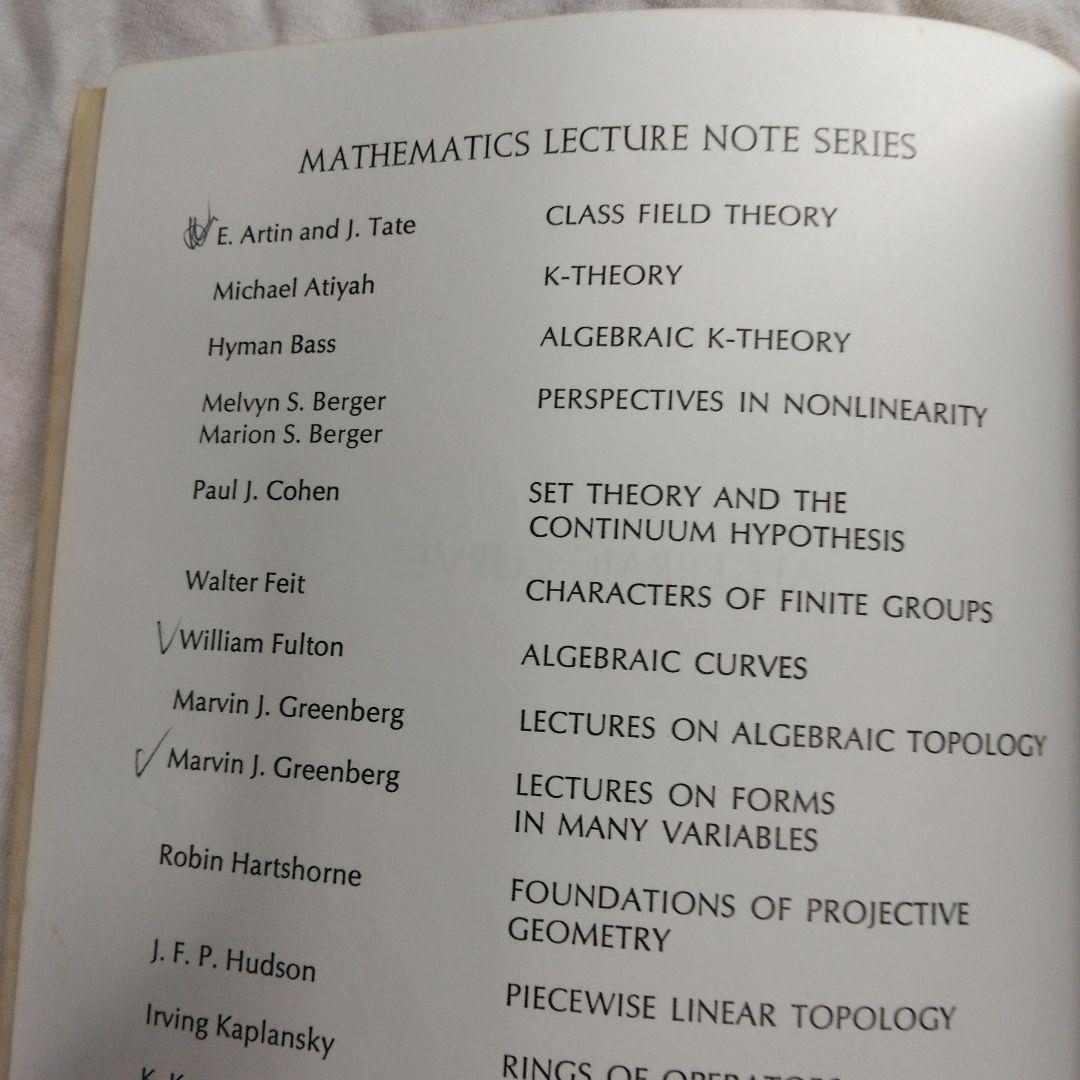 MATHEMATICS LECTURE NOTE SERIES
E. Artin and J. Tate CLASS FIELD THEORY
Michael Atiyah K-THEORY
Hyman Bass ALGEBRAIC K-THEORY
Melvyn S. Berger PERSPECTIVES IN NONLINEARITY
Marion S. Berger
Paul J. Cohen SET THEORY AND THE
CONTINUUM HYPOTHESIS
Walter Feit CHARACTERS OF FINITE GROUPS
William Fulton ALGEBRAIC CURVES
Marvin J. Greenberg LECTURES ON ALGEBRAIC TOPOLOGY
Marvin J. Greenberg LECTURES ON FORMS
IN MANY VARIABLES
Robin Hartshorne FOUNDATIONS OF PROJECTIVE
GEOMETRY
J. F. P. Hudson PIECEWISE LINEAR TOPOLOGY
Irving Kaplansky RINGS OF OPERATORS